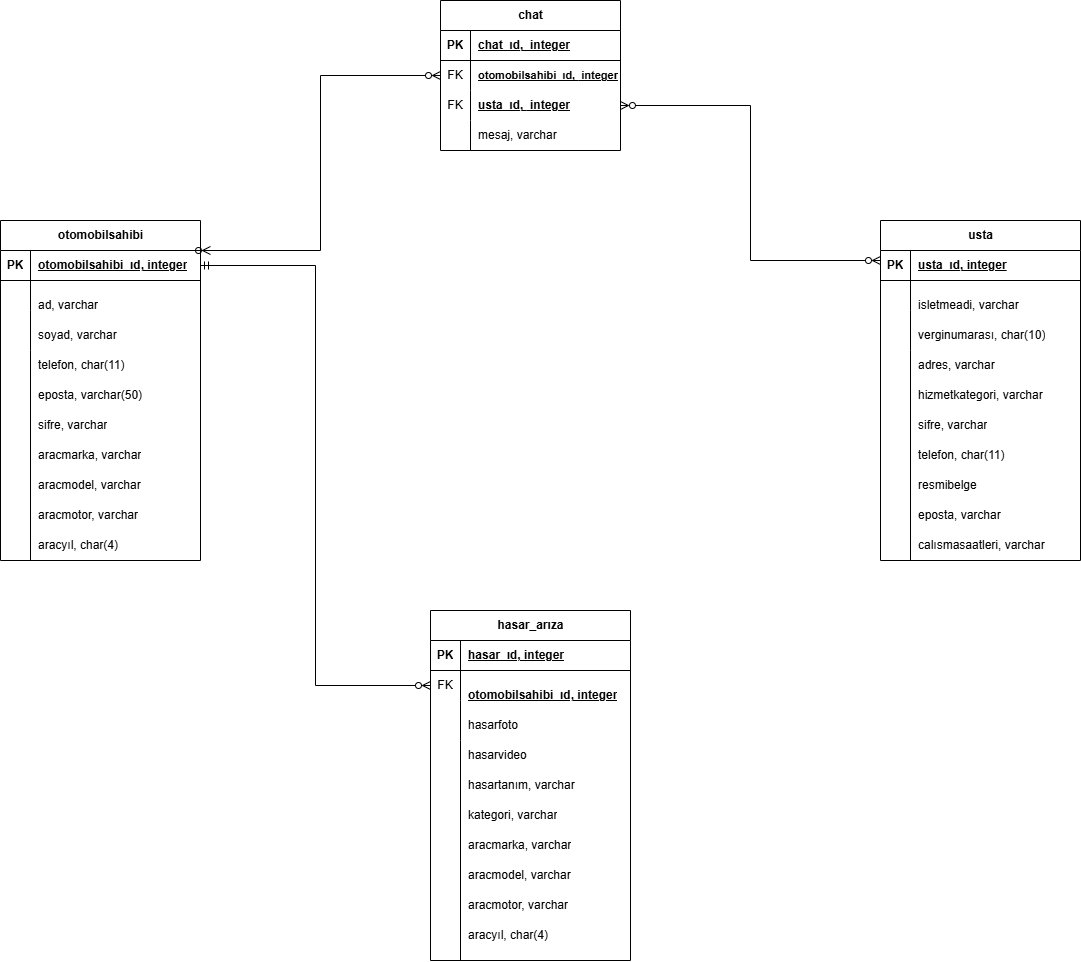 chat
PK chat_ıd, integer
FK otomobilsahibi_ıd, integer
FK usta_ıd, integer
mesaj, varchar
otomobilsahibi
PK otomobilsahibi_ıd, integer
ad, varchar
soyad, varchar
telefon, char(11)
eposta, varchar(50)
sifre, varchar
aracmarka, varchar
aracmodel, varchar
aracmotor, varchar
aracyıl, char(4)
usta
PK usta_ıd, integer
isletmeadi, varchar
verginumarası, char(10)
adres, varchar
hizmetkategori, varchar
sifre, varchar
telefon, char(11)
resmibelge
eposta, varchar
calısmasaatleri, varchar
hasar_arıza
PK hasar_ıd, integer
FK otomobilsahibi_ıd, integer
hasarfoto
hasarvideo
hasartanım, varchar
kategori, varchar
aracmarka, varchar
aracmodel, varchar
aracmotor, varchar
aracyıl, char(4)